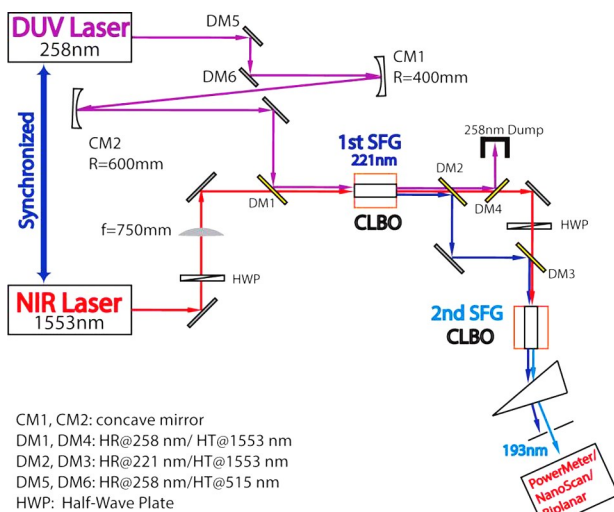 DUV Laser
258nm
DM5
DM6
CM1
R=400mm
CM2
R=600mm
Synchronized
1st SFG
221nm
258nm Dump
DM2
DM4
DM1
CLBO
f=750mm
HWP
HWP
DM3
NIR Laser
1553nm
2nd SFG
CLBO
193nm
PowerMeter/
NanoScan/
Biplanar
CM1, CM2: concave mirror
DM1, DM4: HR@258 nm/ HT@1553 nm
DM2, DM3: HR@221 nm/HT@1553 nm
DM5, DM6: HR@258 nm/HT@515 nm
HWP: Half-Wave Plate